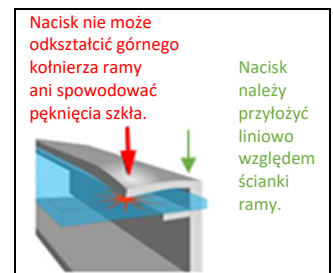 Nacisk nie może
odkształcić górnego
kołnierza ramy
ani spowodować
pęknięcia szkła.
Nacisk
należy
przyłożyć
liniowo
względem
ścianki
ramy.